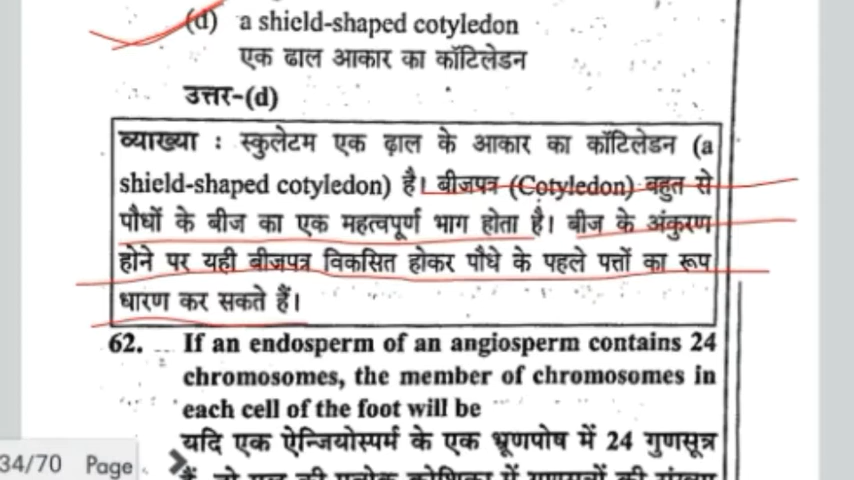 (d) a shield-shaped cotyledon
एक ढाल आकार का कॉटिलेडन
उत्तर-(d)
व्याख्या : स्कुलेटम एक ढ़ाल के आकार का कॉटिलेडन (a
shield-shaped cotyledon) है। बीजपत्र (Cotyledon) बहुत से
पौधों के बीज का एक महत्वपूर्ण भाग होता है। बीज के अंकुरण
होने पर यही बीजपत्र विकसित होकर पौधे के पहले पत्तों का रूप
धारण कर सकते हैं।
62. If an endosperm of an angiosperm contains 24
chromosomes, the member of chromosomes in
each cell of the foot will be
यदि एक ऐन्जियोस्पर्म के एक भ्रूणपोष में 24 गुणसूत्र
34/70 Page